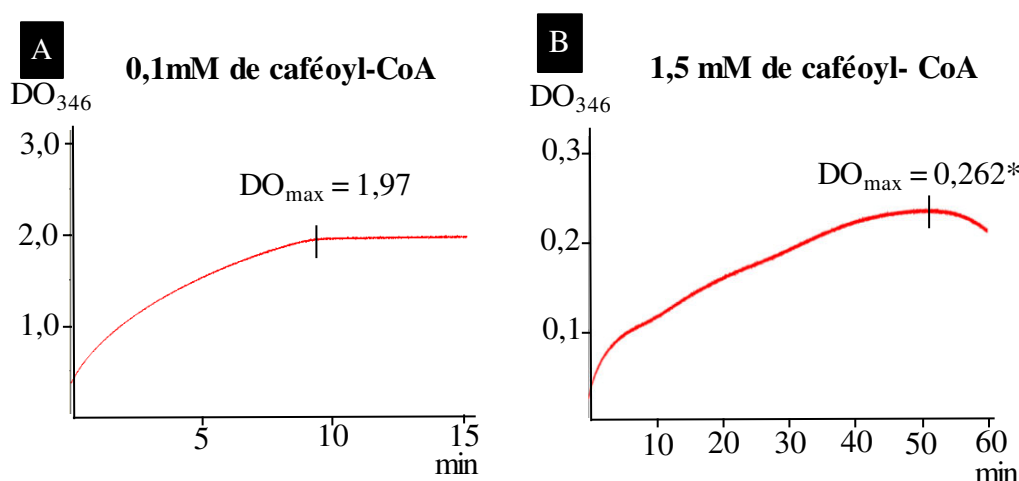 A
0,1mM de caféoyl-CoA
DO346
3,0
2,0
1,0
DOmax = 1,97
5
10
15
min
B
1,5 mM de caféoyl- CoA
DO346
0,3
0,2
0,1
DOmax = 0,262*
10
20
30
40
50
60
min